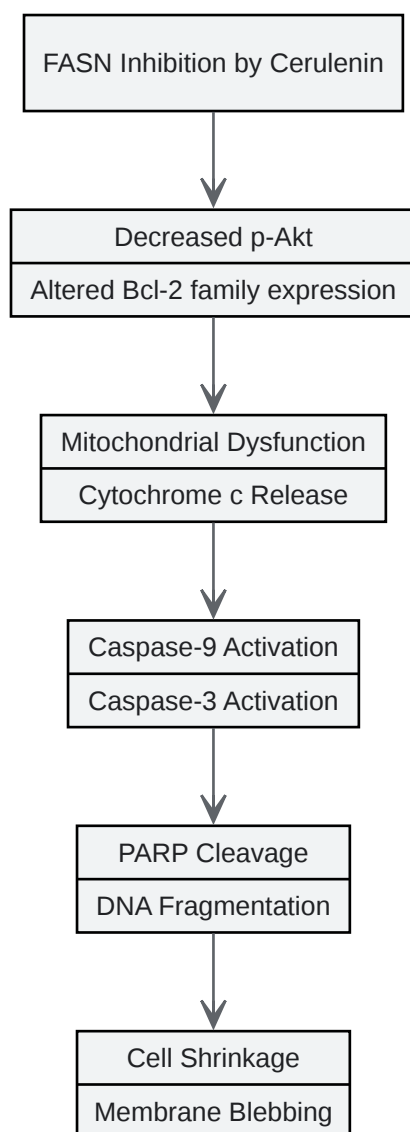 FASN Inhibition by Cerulenin
Decreased p-Akt
Altered Bcl-2 family expression
Mitochondrial Dysfunction
Cytochrome c Release
Caspase-9 Activation
Caspase-3 Activation
PARP Cleavage
DNA Fragmentation
Cell Shrinkage
Membrane Blebbing